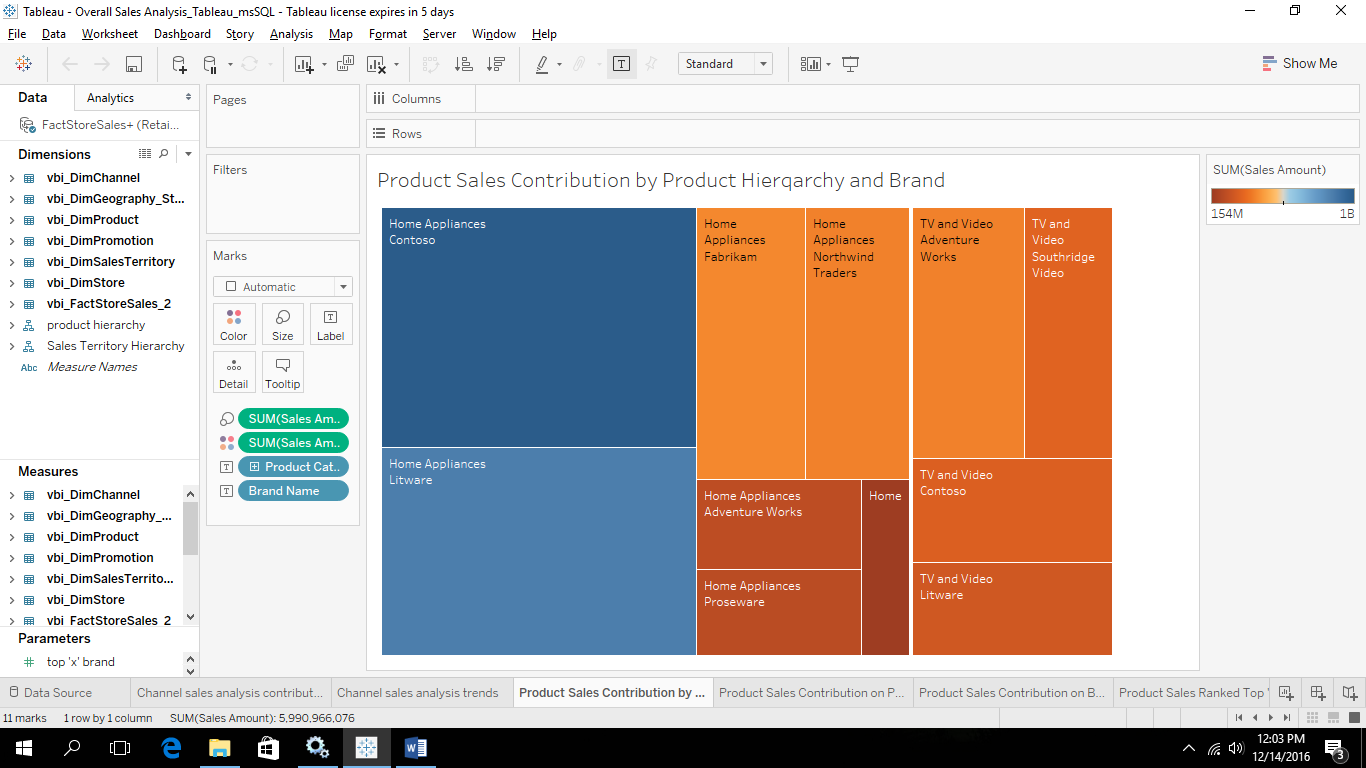 Tableau - Overall Sales Analysis_Tableau_msSQL - Tableau license expires in 5 days
File Data Worksheet Dashboard Story Analysis Map Format Server Window Help
Standard
Show Me
Data
Analytics
FactStoreSales+ (Retai...
Dimensions
vbi_DimChannel
vbi_DimGeography_St...
vbi_DimProduct
vbi_DimPromotion
vbi_DimSalesTerritory
vbi_DimStore
vbi_FactStoreSales_2
product hierarchy
Sales Territory Hierarchy
Abc Measure Names
Measures
vbi_DimChannel
vbi_DimGeography_...
vbi_DimProduct
vbi_DimPromotion
vbi_DimSalesTerrito...
vbi_DimStore
vbi_FactStoreSales_2
Parameters
# top 'x' brand
Pages
Filters
Marks
Automatic
Color Size Label
Detail Tooltip
SUM(Sales Am..
SUM(Sales Am..
Product Cat..
Brand Name
Columns
Rows
Product Sales Contribution by Product Hierqarchy and Brand
Home Appliances
Contoso
Home Appliances
Litware
Home
Appliances
Fabrikam
Home
Appliances
Northwind
Traders
Home Appliances
Adventure Works
Home Appliances
Proseware
Home
TV and Video
Adventure
Works
TV and
Video
Southridge
Video
TV and Video
Contoso
TV and Video
Litware
SUM(Sales Amount)
154M 1B
Data Source
Channel sales analysis contribut...
Channel sales analysis trends
Product Sales Contribution by ...
Product Sales Contribution on P...
Product Sales Contribution on B...
Product Sales Ranked Top '
11 marks 1 row by 1 column SUM(Sales Amount): 5,990,966,076
12:03 PM
12/14/2016
3